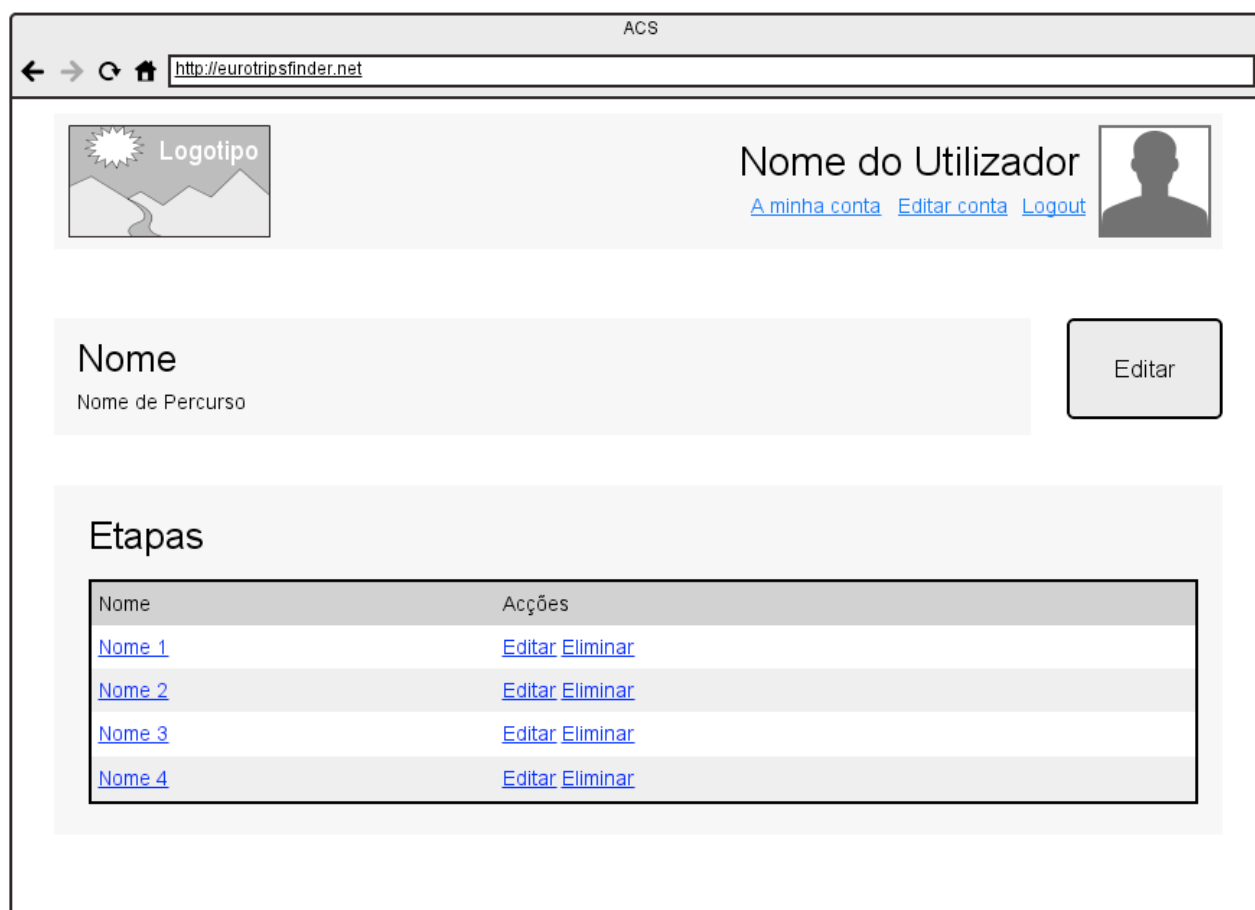 ACS
http://eurotripsfinder.net
Logotipo
Nome do Utilizador
A minha conta Editar conta Logout
Nome
Nome de Percurso
Editar
Etapas
Nome Acções
Nome 1 Editar Eliminar
Nome 2 Editar Eliminar
Nome 3 Editar Eliminar
Nome 4 Editar Eliminar